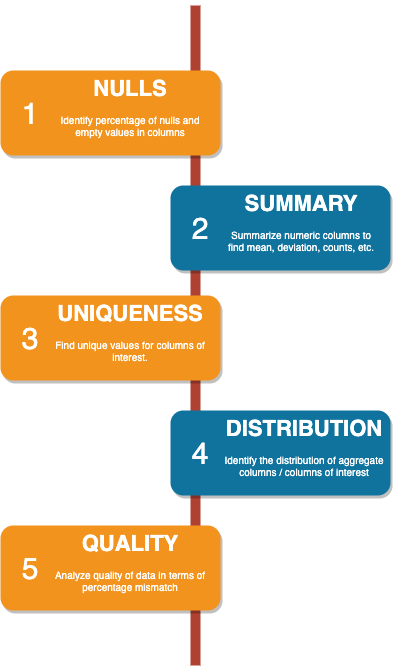 NULLS
1
Identify percentage of nulls and
empty values in columns
SUMMARY
2
Summarize numeric columns to
find mean, deviation, counts, etc.
UNIQUENESS
3
Find unique values for columns of
interest.
DISTRIBUTION
4
Identify the distribution of aggregate
columns / columns of interest
QUALITY
5
Analyze quality of data in terms of
percentage mismatch